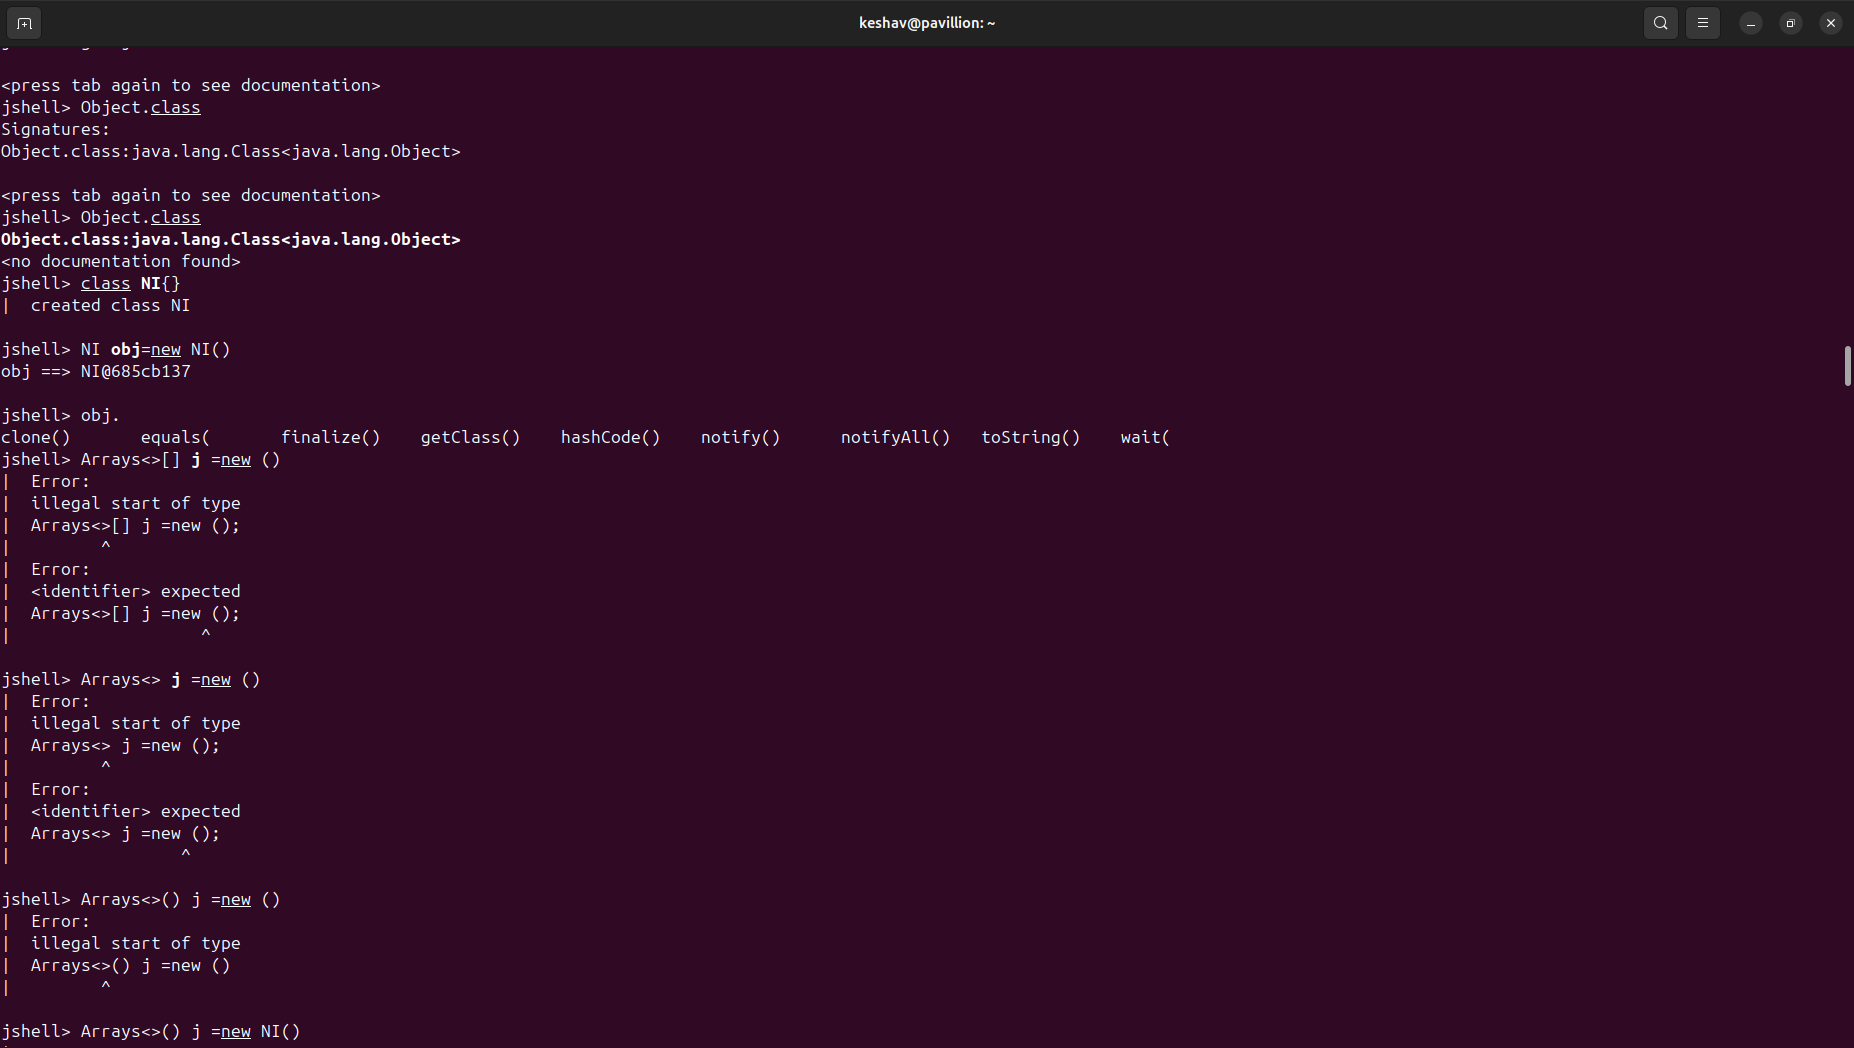 keshav@pavillion: ~
<press tab again to see documentation>
jshell> Object.class
Signatures:
Object.class:java.lang.Class<java.lang.Object>
<press tab again to see documentation>
jshell> Object.class
Object.class:java.lang.Class<java.lang.Object>
<no documentation found>
jshell> class NI{}
|  created class NI
jshell> NI obj=new NI()
obj ==> NI@685cb137
jshell> obj.
clone()       equals(       finalize()    getClass()    hashCode()    notify()      notifyAll()   toString()    wait(
jshell> Arrays<>[] j =new ()
|  Error:
|  illegal start of type
|  Arrays<>[] j =new ();
|         ^
|  Error:
|  <identifier> expected
|  Arrays<>[] j =new ();
|                   ^
jshell> Arrays<> j =new ()
|  Error:
|  illegal start of type
|  Arrays<> j =new ();
|         ^
|  Error:
|  <identifier> expected
|  Arrays<> j =new ();
|                 ^
jshell> Arrays<>() j =new ()
|  Error:
|  illegal start of type
|  Arrays<>() j =new ()
|         ^
jshell> Arrays<>() j =new NI()